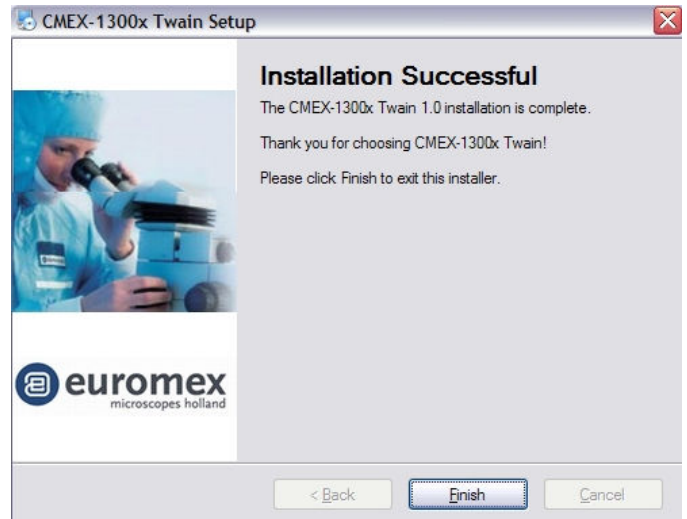 CMEX-1300x Twain Setup
Installation Successful
The CMEX-1300x Twain 1.0 installation is complete.
Thank you for choosing CMEX-1300x Twain!
Please click Finish to exit this installer.
euromex
microscopes holland
< Back
Finish
Cancel